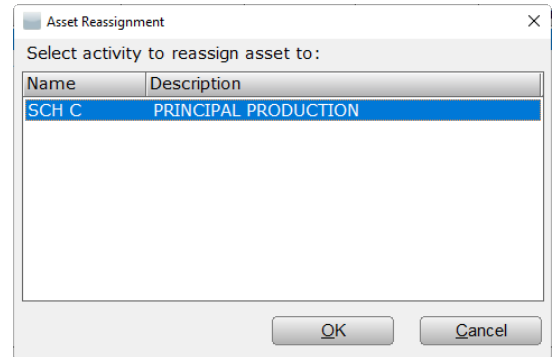 Asset Reassignment
Select activity to reassign asset to:
Name Description
SCH C PRINCIPAL PRODUCTION
OK Cancel